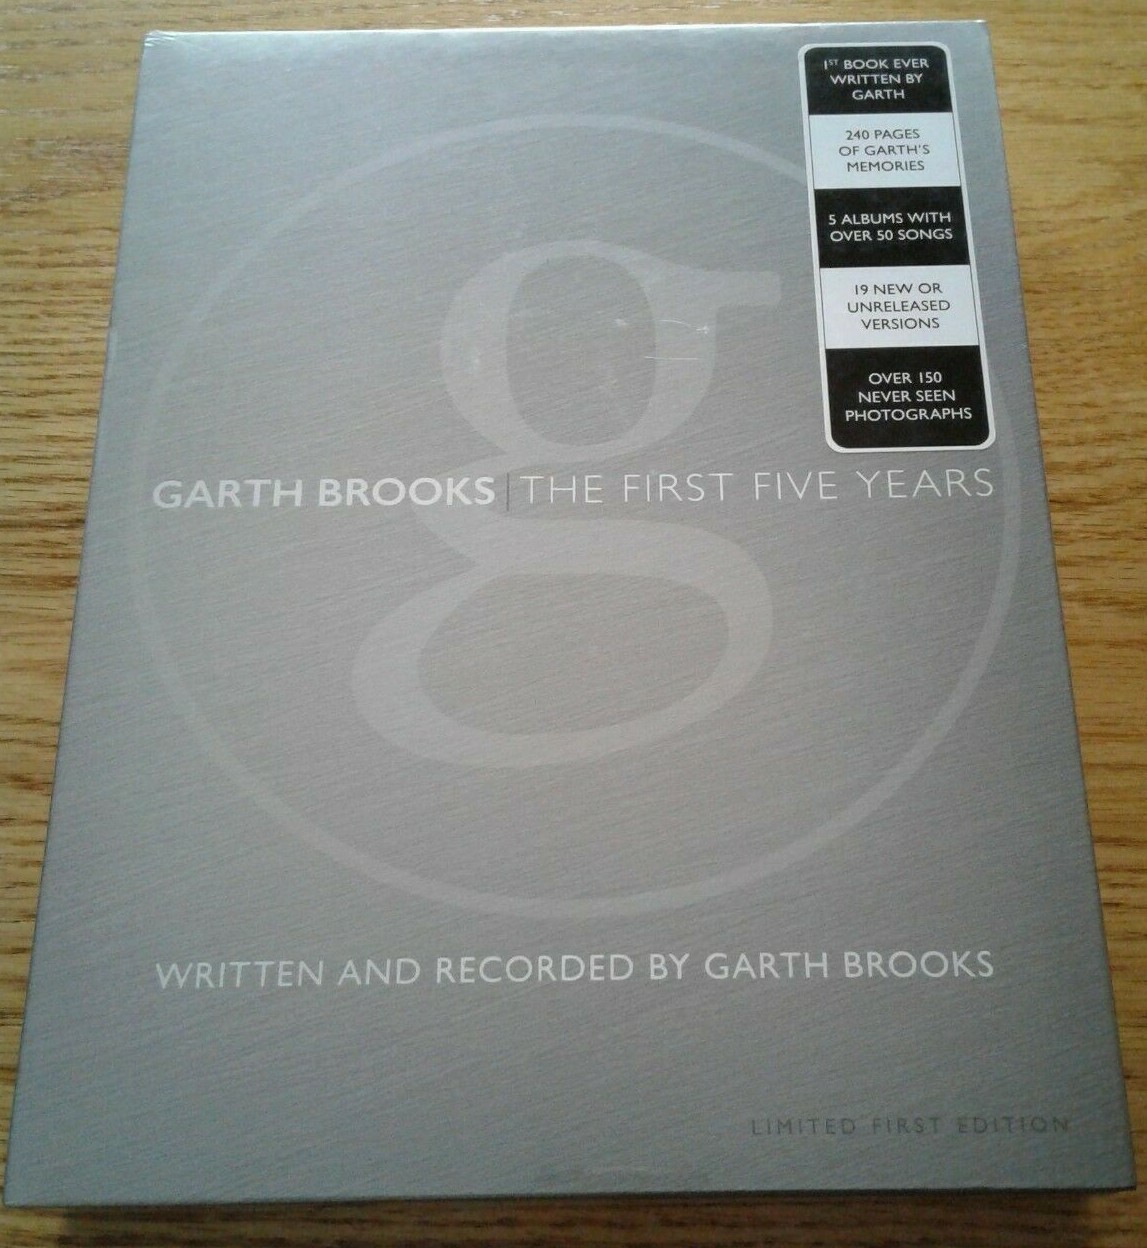 1ST BOOK EVER
WRITTEN BY
GARTH
240 PAGES
OF GARTH'S
MEMORIES
5 ALBUMS WITH
OVER 50 SONGS
19 NEW OR
UNRELEASED
VERSIONS
OVER 150
NEVER SEEN
PHOTOGRAPHS
g
GARTH BROOKS | THE FIRST FIVE YEARS
WRITTEN AND RECORDED BY GARTH BROOKS
LIMITED FIRST EDITION